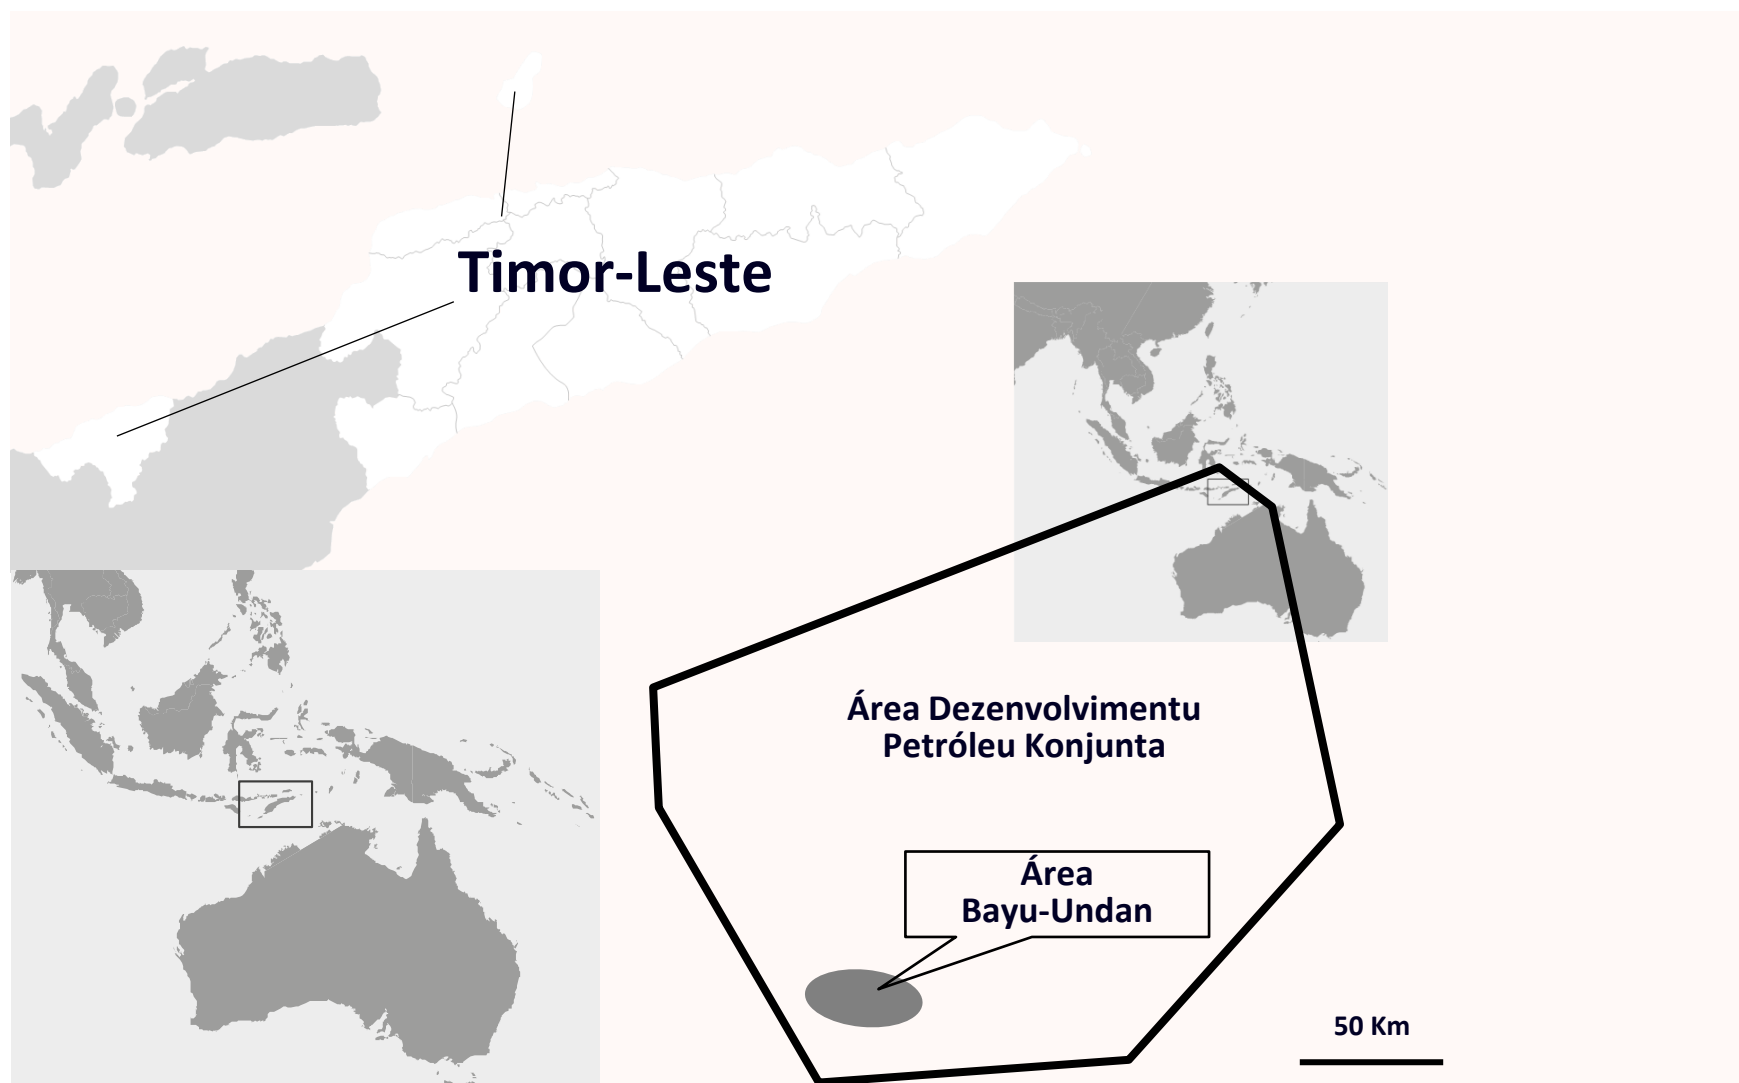 Timor-Leste
Área Dezenvolvimentu
Petróleu Konjunta
Área
Bayu-Undan
50 Km